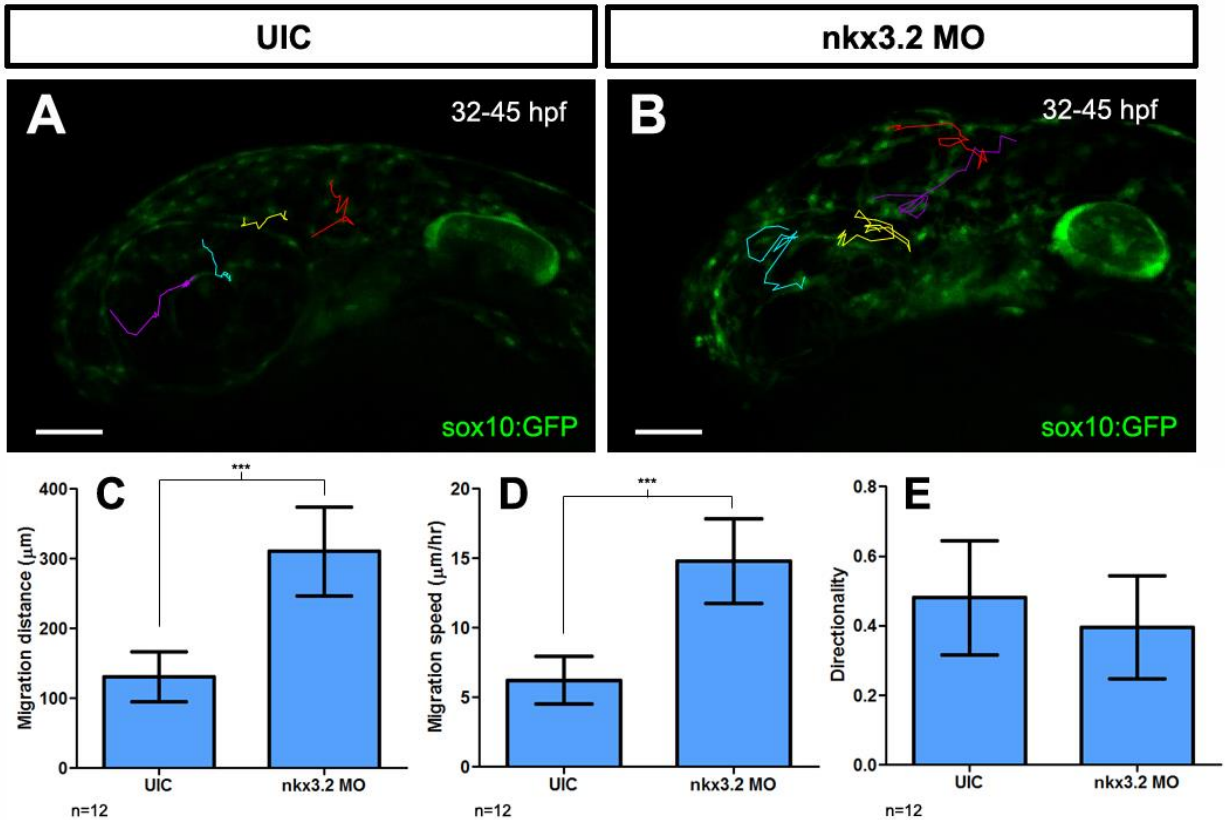 UIC
nkx3.2 MO
A
32-45 hpf
sox10:GFP
B
32-45 hpf
sox10:GFP
C
***
Migration distance (μm)
400
300
200
100
0
UIC
nkx3.2 MO
n=12
D
***
Migration speed (μm/hr)
20
15
10
5
0
UIC
nkx3.2 MO
n=12
E
Directionality
0.8
0.6
0.4
0.2
0.0
UIC
nkx3.2 MO
n=12